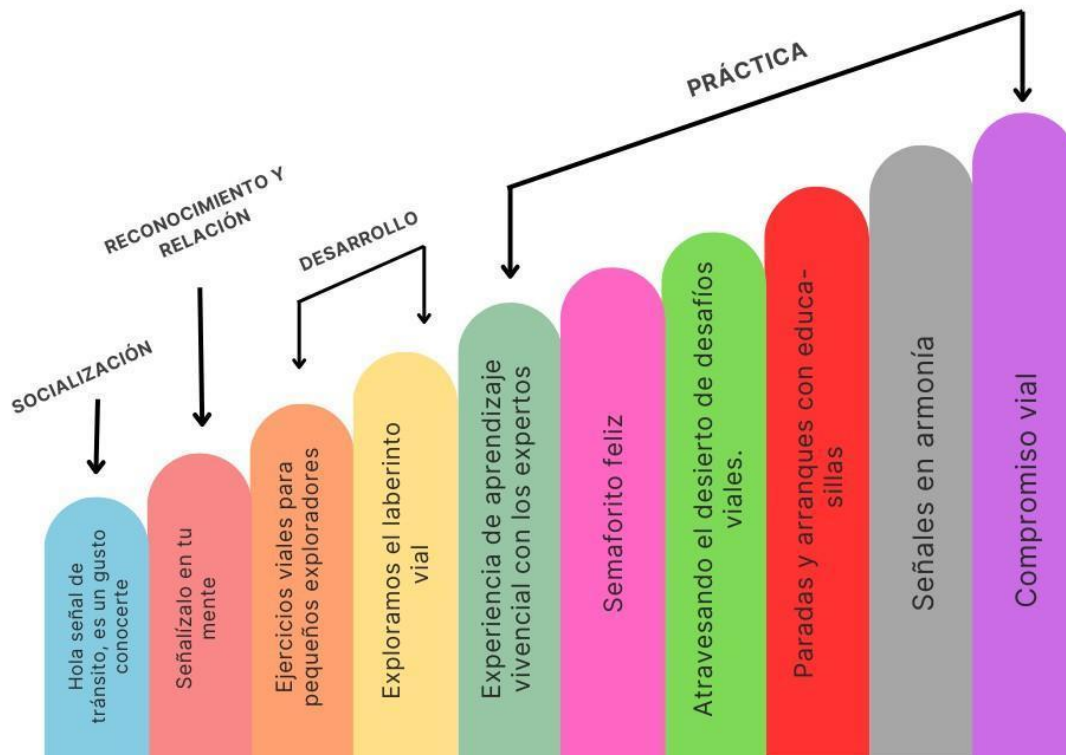 SOCIALIZACIÓN
RECONOCIMIENTO Y
RELACIÓN
DESARROLLO
PRÁCTICA
Hola señal de
tránsito, es un gusto
conocerte
Señalízalo en tu
mente
Ejercicios viales para
pequeños exploradores
Exploramos el laberinto
vial
Experiencia de aprendizaje
vivencial con los expertos
Semaforito feliz
Atravesando el desierto de desafíos
viales.
Paradas y arranques con educa-
sillas
Señales en armonía
Compromiso vial